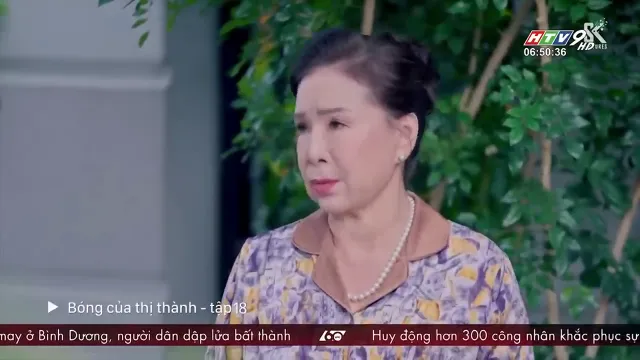 HTV9 HD
06:50:36
Bóng của thị thành - tập 18
may ở Bình Dương, người dân dập lửa bất thành
60
Huy động hơn 300 công nhân khắc phục sự